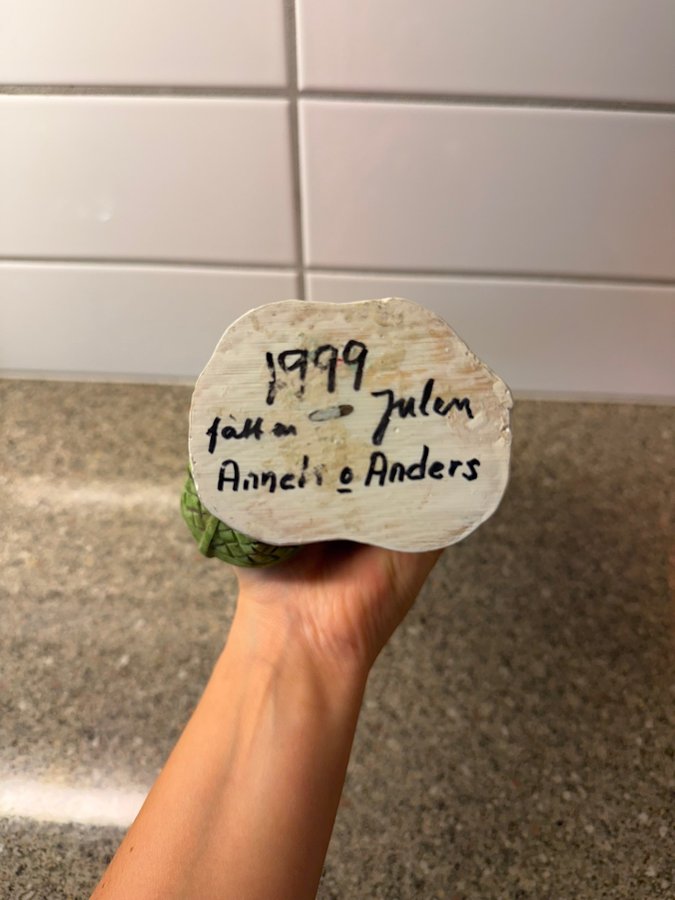 1999
Julen
fått av
Anneli o Anders